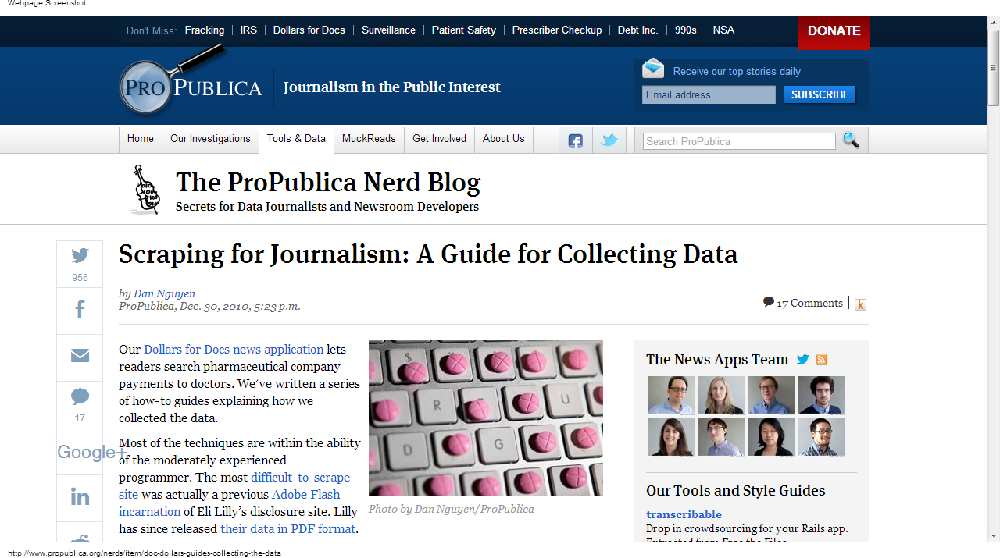 Webpage Screenshot
Don't Miss: Fracking IRS Dollars for Docs Surveillance Patient Safety Prescriber Checkup Debt Inc. 990s NSA
DONATE
PROPUBLICA
Journalism in the Public Interest
Receive our top stories daily
Email address
SUBSCRIBE
Home Our Investigations Tools & Data MuckReads Get Involved About Us
Search ProPublica
The ProPublica Nerd Blog
Secrets for Data Journalists and Newsroom Developers
Scraping for Journalism: A Guide for Collecting Data
by Dan Nguyen
ProPublica, Dec. 30, 2010, 5:23 p.m.
17 Comments
k
956
17
Google+
in
Our Dollars for Docs news application lets
readers search pharmaceutical company
payments to doctors. We've written a series
of how-to guides explaining how we
collected the data.
Most of the techniques are within the ability
of the moderately experienced
programmer. The most difficult-to-scrape
site was actually a previous Adobe Flash
incarnation of Eli Lilly's disclosure site. Lilly
has since released their data in PDF format.
$
R U
D G
Photo by Dan Nguyen/ProPublica
The News Apps Team
Our Tools and Style Guides
transcribable
Drop in crowdsourcing for your Rails app.
Extracted from Free the Files
http://www.propublica.org/nerds/item/doc-dollars-guides-collecting-the-data